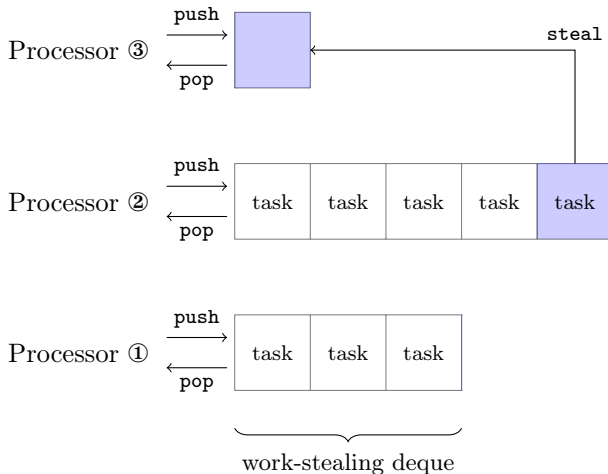 push
steal
Processor ③
pop
push
Processor ② task task task task task
pop
push
Processor ① task task task
pop
work-stealing deque